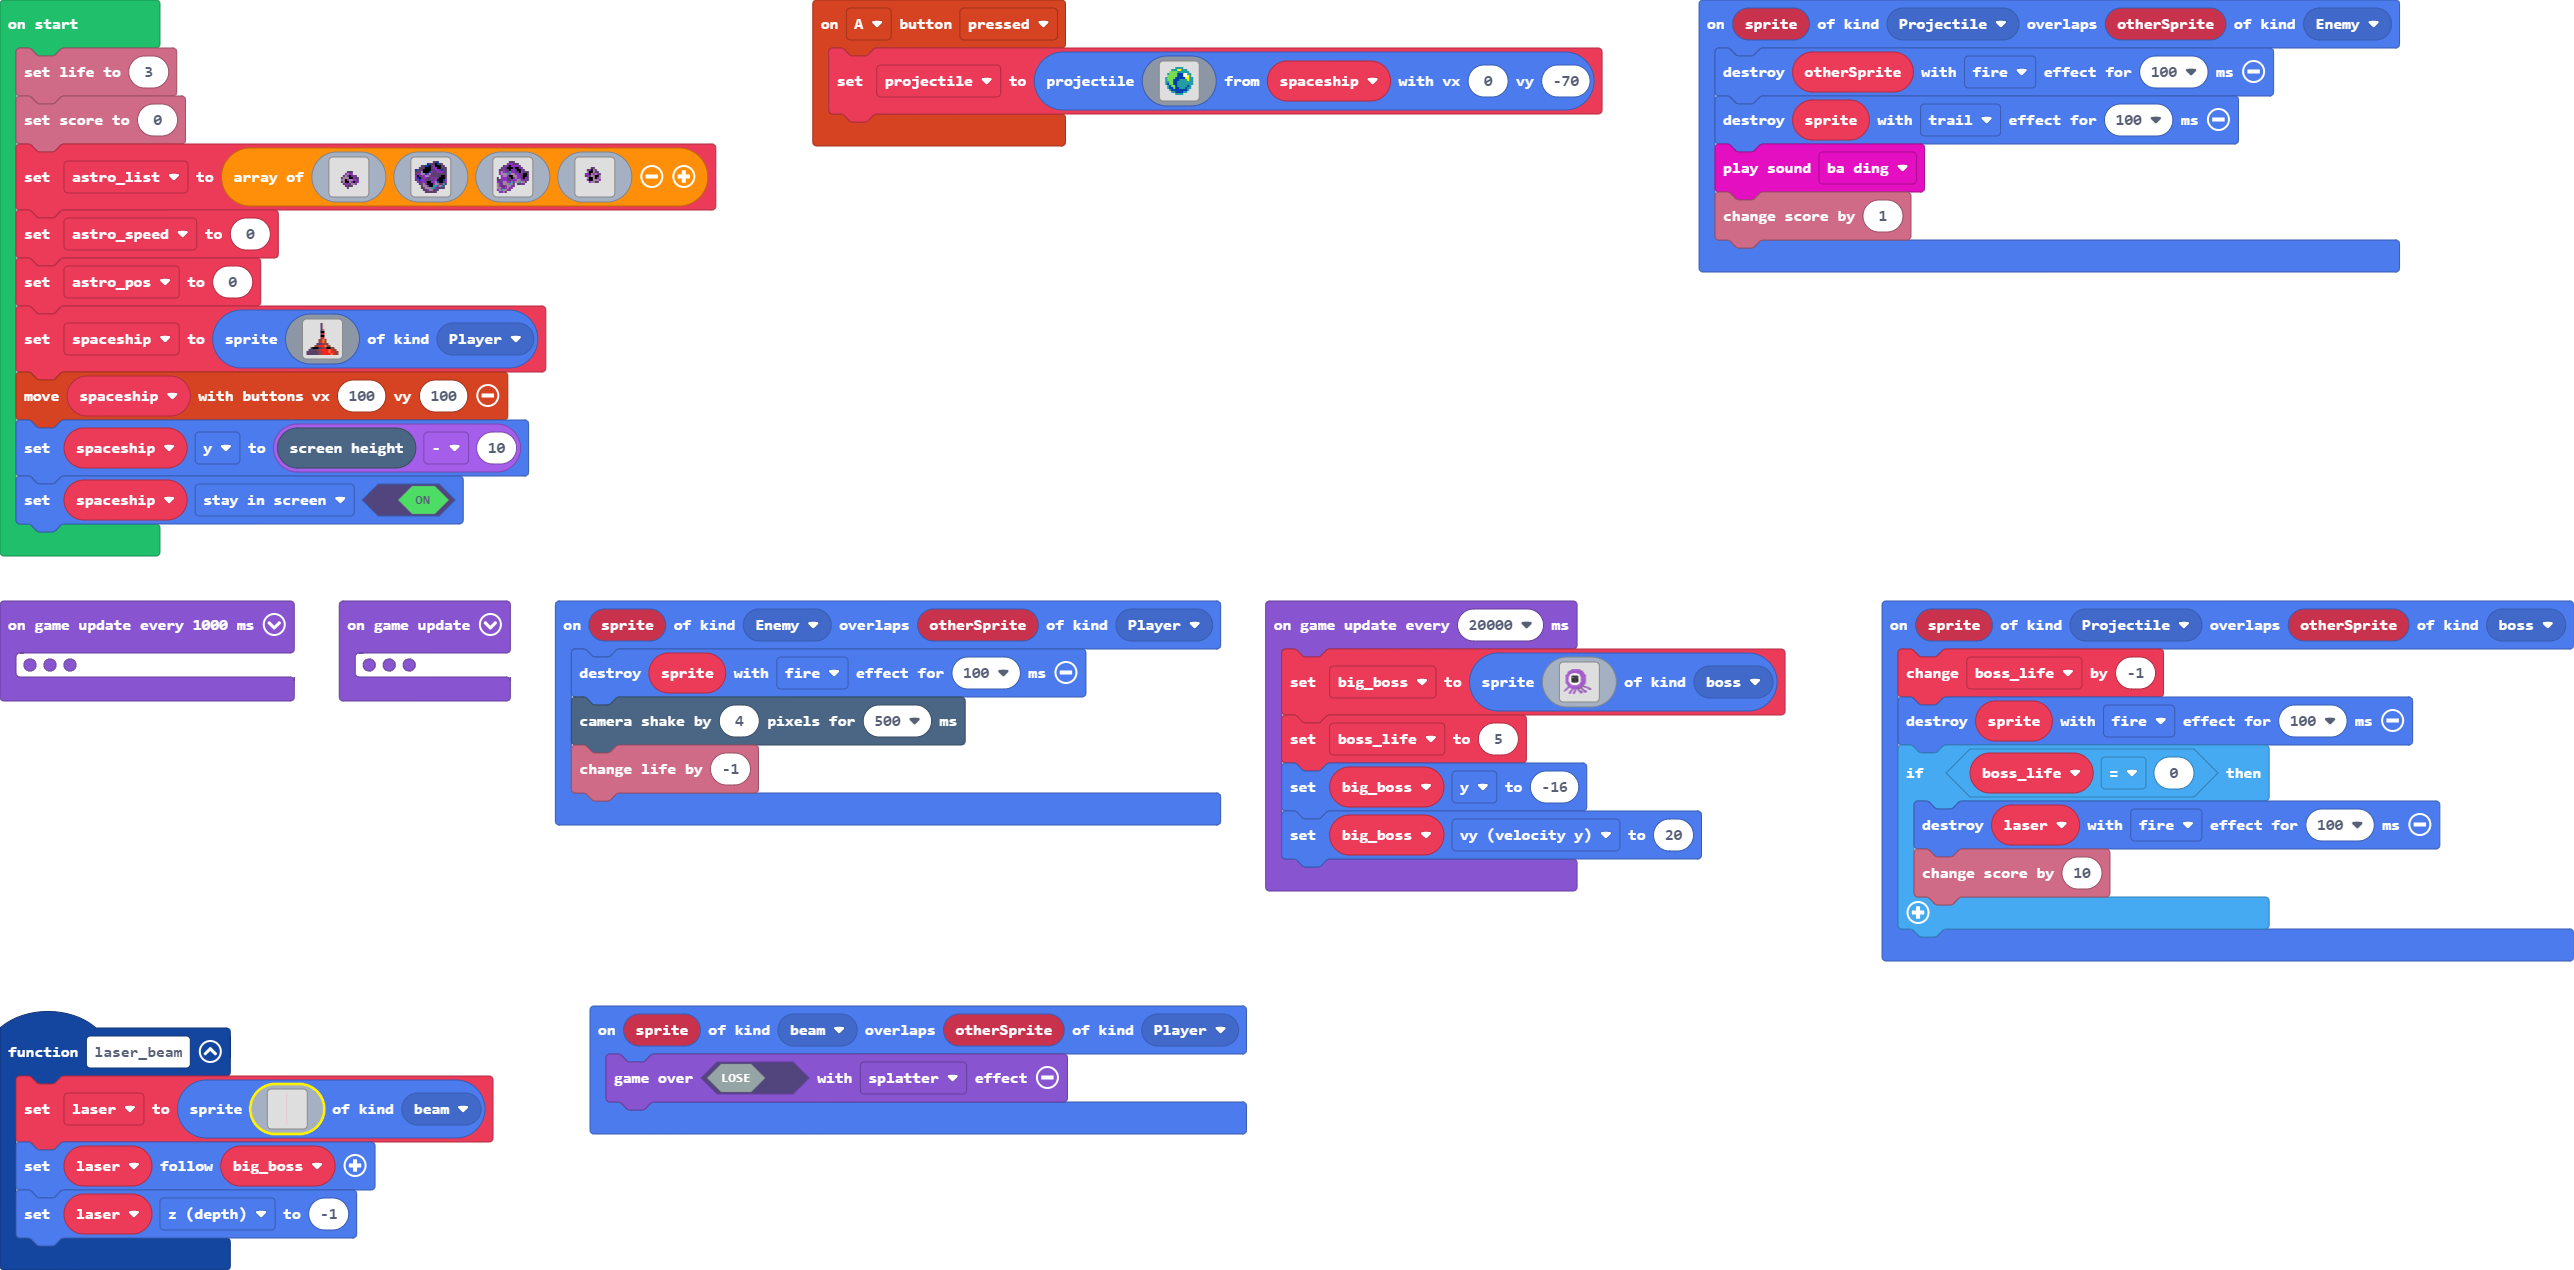 on start
set life to 3
set score to 0
set astro_list to array of
set astro_speed to 0
set astro_pos to 0
set spaceship to sprite of kind Player
move spaceship with buttons vx 100 vy 100
set spaceship y to screen height - 10
set spaceship stay in screen ON
on A button pressed
set projectile to projectile from spaceship with vx 0 vy -70
on sprite of kind Projectile overlaps otherSprite of kind Enemy
destroy otherSprite with fire effect for 100 ms
destroy sprite with trail effect for 100 ms
play sound ba ding
change score by 1
on game update every 1000 ms
on game update
on sprite of kind Enemy overlaps otherSprite of kind Player
destroy sprite with fire effect for 100 ms
camera shake by 4 pixels for 500 ms
change life by -1
on game update every 20000 ms
set big_boss to sprite of kind boss
set boss_life to 5
set big_boss y to -16
set big_boss vy (velocity y) to 20
on sprite of kind Projectile overlaps otherSprite of kind boss
change boss_life by -1
destroy sprite with fire effect for 100 ms
if boss_life = 0 then
destroy laser with fire effect for 100 ms
change score by 10
function laser_beam
set laser to sprite of kind beam
set laser follow big_boss
set laser z (depth) to -1
on sprite of kind beam overlaps otherSprite of kind Player
game over LOSE with splatter effect